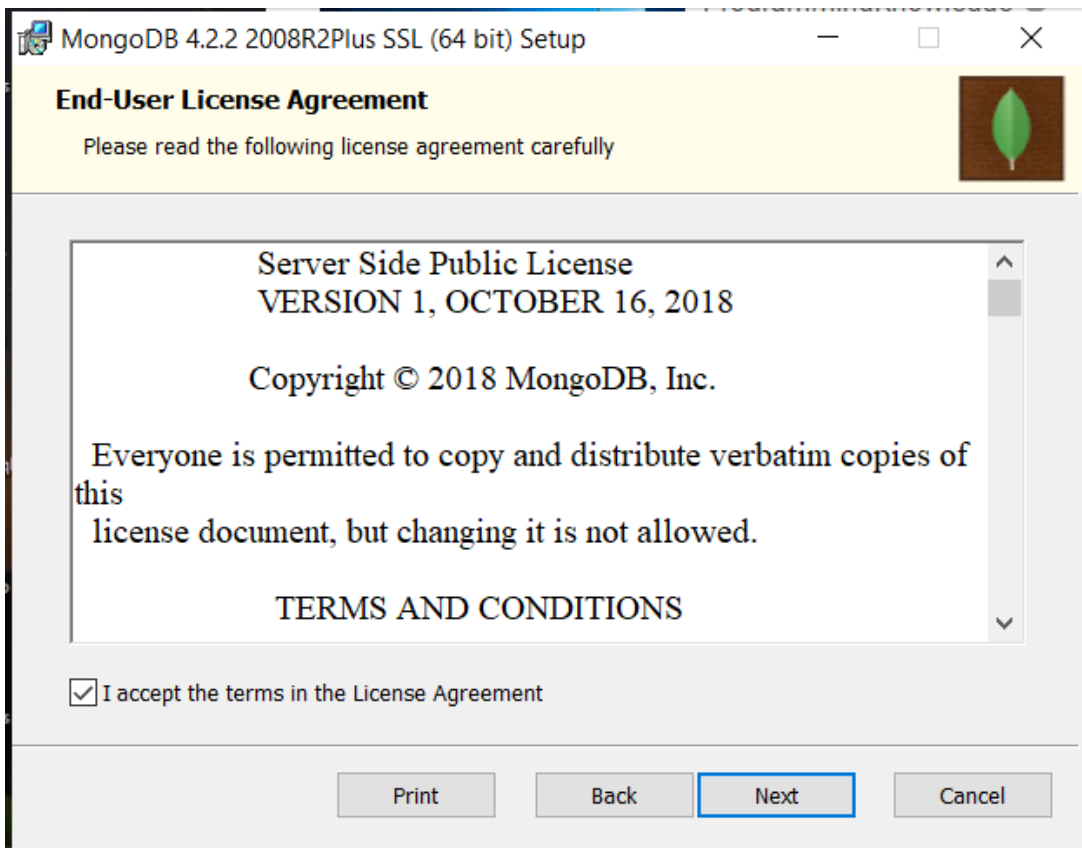 MongoDB 4.2.2 2008R2Plus SSL (64 bit) Setup
End-User License Agreement
Please read the following license agreement carefully
Server Side Public License
VERSION 1, OCTOBER 16, 2018
Copyright © 2018 MongoDB, Inc.
Everyone is permitted to copy and distribute verbatim copies of
this
license document, but changing it is not allowed.
TERMS AND CONDITIONS
I accept the terms in the License Agreement
Print Back Next Cancel